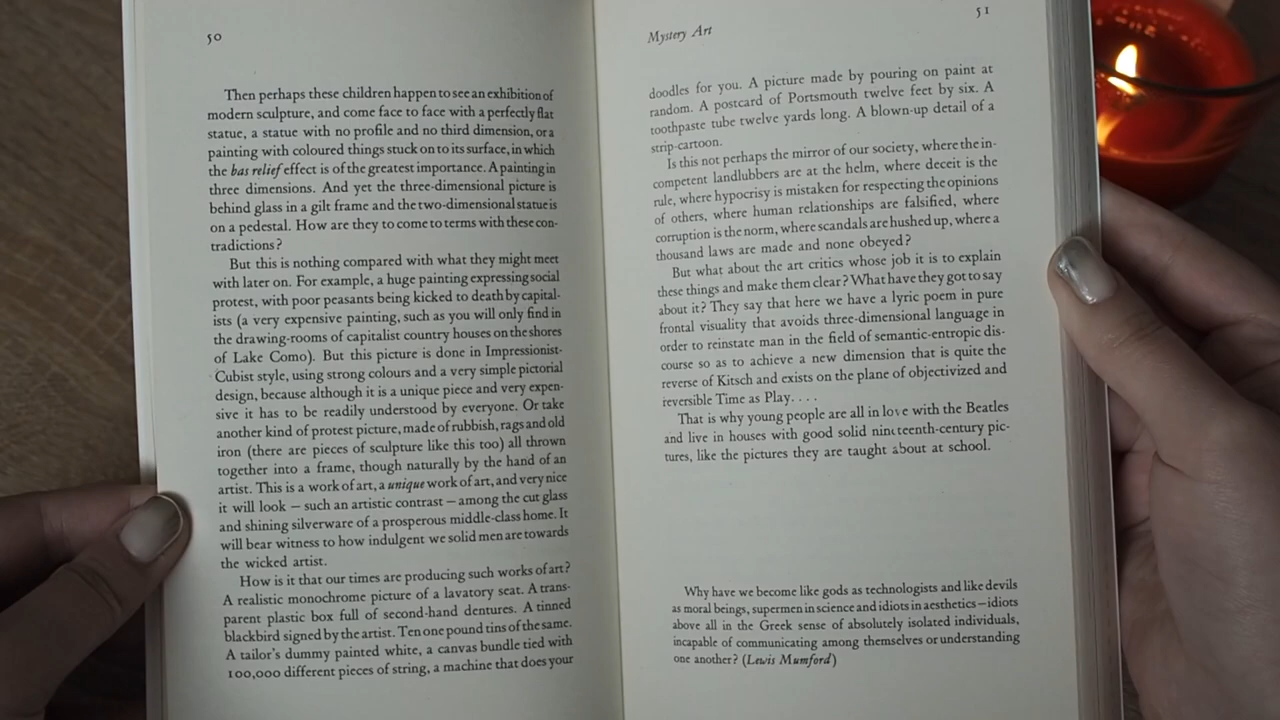 50
Then perhaps these children happen to see an exhibition of
modern sculpture, and come face to face with a perfectly flat
statue, a statue with no profile and no third dimension, or a
painting with coloured things stuck on to its surface, in which
the bas relief effect is of the greatest importance. A painting in
three dimensions. And yet the three-dimensional picture is
behind glass in a gilt frame and the two-dimensional statue is
on a pedestal. How are they to come to terms with these con-
tradictions?
But this is nothing compared with what they might meet
with later on. For example, a huge painting expressing social
protest, with poor peasants being kicked to death by capital-
ists (a very expensive painting, such as you will only find in
the drawing-rooms of capitalist country houses on the shores
of Lake Como). But this picture is done in Impressionist-
Cubist style, using strong colours and a very simple pictorial
design, because although it is a unique piece and very expen-
sive it has to be readily understood by everyone. Or take
another kind of protest picture, made of rubbish, rags and old
iron (there are pieces of sculpture like this too) all thrown
together into a frame, though naturally by the hand of an
artist. This is a work of art, a unique work of art, and very nice
it will look – such an artistic contrast – among the cut glass
and shining silverware of a prosperous middle-class home. It
will bear witness to how indulgent we solid men are towards
the wicked artist.
How is it that our times are producing such works of art?
A realistic monochrome picture of a lavatory seat. A trans-
parent plastic box full of second-hand dentures. A tinned
blackbird signed by the artist. Ten one pound tins of the same.
A tailor's dummy painted white, a canvas bundle tied with
100,000 different pieces of string, a machine that does your
Mystery Art
51
doodles for you. A picture made by pouring on paint at
random. A postcard of Portsmouth twelve feet by six. A
toothpaste tube twelve yards long. A blown-up detail of a
strip-cartoon.
Is this not perhaps the mirror of our society, where the in-
competent landlubbers are at the helm, where deceit is the
rule, where hypocrisy is mistaken for respecting the opinions
of others, where human relationships are falsified, where
corruption is the norm, where scandals are hushed up, where a
thousand laws are made and none obeyed?
But what about the art critics whose job it is to explain
these things and make them clear? What have they got to say
about it? They say that here we have a lyric poem in pure
frontal visuality that avoids three-dimensional language in
order to reinstate man in the field of semantic-entropic dis-
course so as to achieve a new dimension that is quite the
reverse of Kitsch and exists on the plane of objectivized and
reversible Time as Play. . . .
That is why young people are all in love with the Beatles
and live in houses with good solid nineteenth-century pic-
tures, like the pictures they are taught about at school.
Why have we become like gods as technologists and like devils
as moral beings, supermen in science and idiots in aesthetics – idiots
above all in the Greek sense of absolutely isolated individuals,
incapable of communicating among themselves or understanding
one another? (Lewis Mumford)